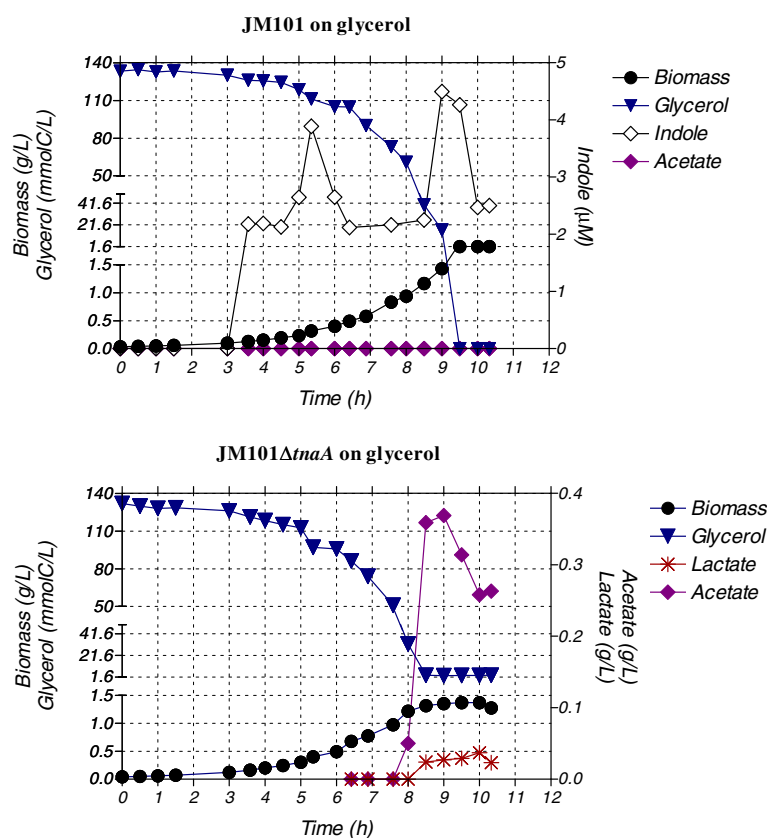 JM101 on glycerol
140
110
80
50
41.6
21.6
1.6
1.5
1.0
0.5
0.0
Biomass (g/L)
Glycerol (mmolC/L)
5
4
3
2
1
0
Indole (μM)
0 1 2 3 4 5 6 7 8 9 10 11 12
Time (h)
Biomass
Glycerol
Indole
Acetate
JM101ΔtnaA on glycerol
140
110
80
50
41.6
21.6
1.6
1.5
1.0
0.5
0.0
Biomass (g/L)
Glycerol (mmolC/L)
0.4
0.3
0.2
0.1
0.0
Acetate (g/L)
Lactate (g/L)
0 1 2 3 4 5 6 7 8 9 10 11 12
Time (h)
Biomass
Glycerol
Lactate
Acetate